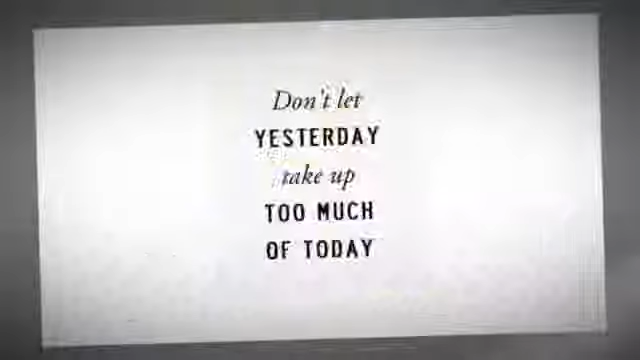 Don't let
YESTERDAY
take up
TOO MUCH
OF TODAY